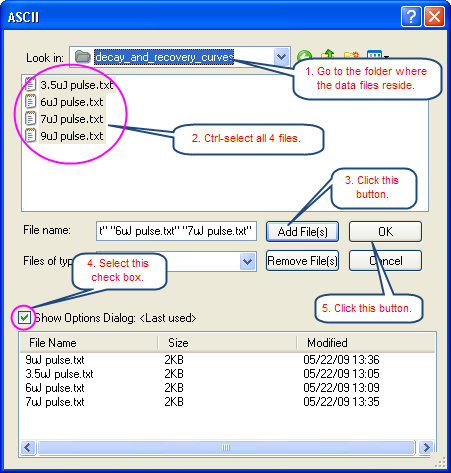 ASCII
Look in: decay_and_recovery_curves
1. Go to the folder where
the data files reside.
3.5uJ pulse.txt
6uJ pulse.txt
7uJ pulse.txt
9uJ pulse.txt
2. Ctrl-select all 4 files.
3. Click this
button.
File name: t" "6uJ pulse.txt" "7uJ pulse.txt" Add File(s) OK
Files of typ Remove File(s) Cancel
4. Select this
check box.
5. Click this button.
Show Options Dialog: <Last used>
File Name Size Modified
9uJ pulse.txt 2KB 05/22/09 13:36
3.5uJ pulse.txt 2KB 05/22/09 13:05
6uJ pulse.txt 2KB 05/22/09 13:09
7uJ pulse.txt 2KB 05/22/09 13:35